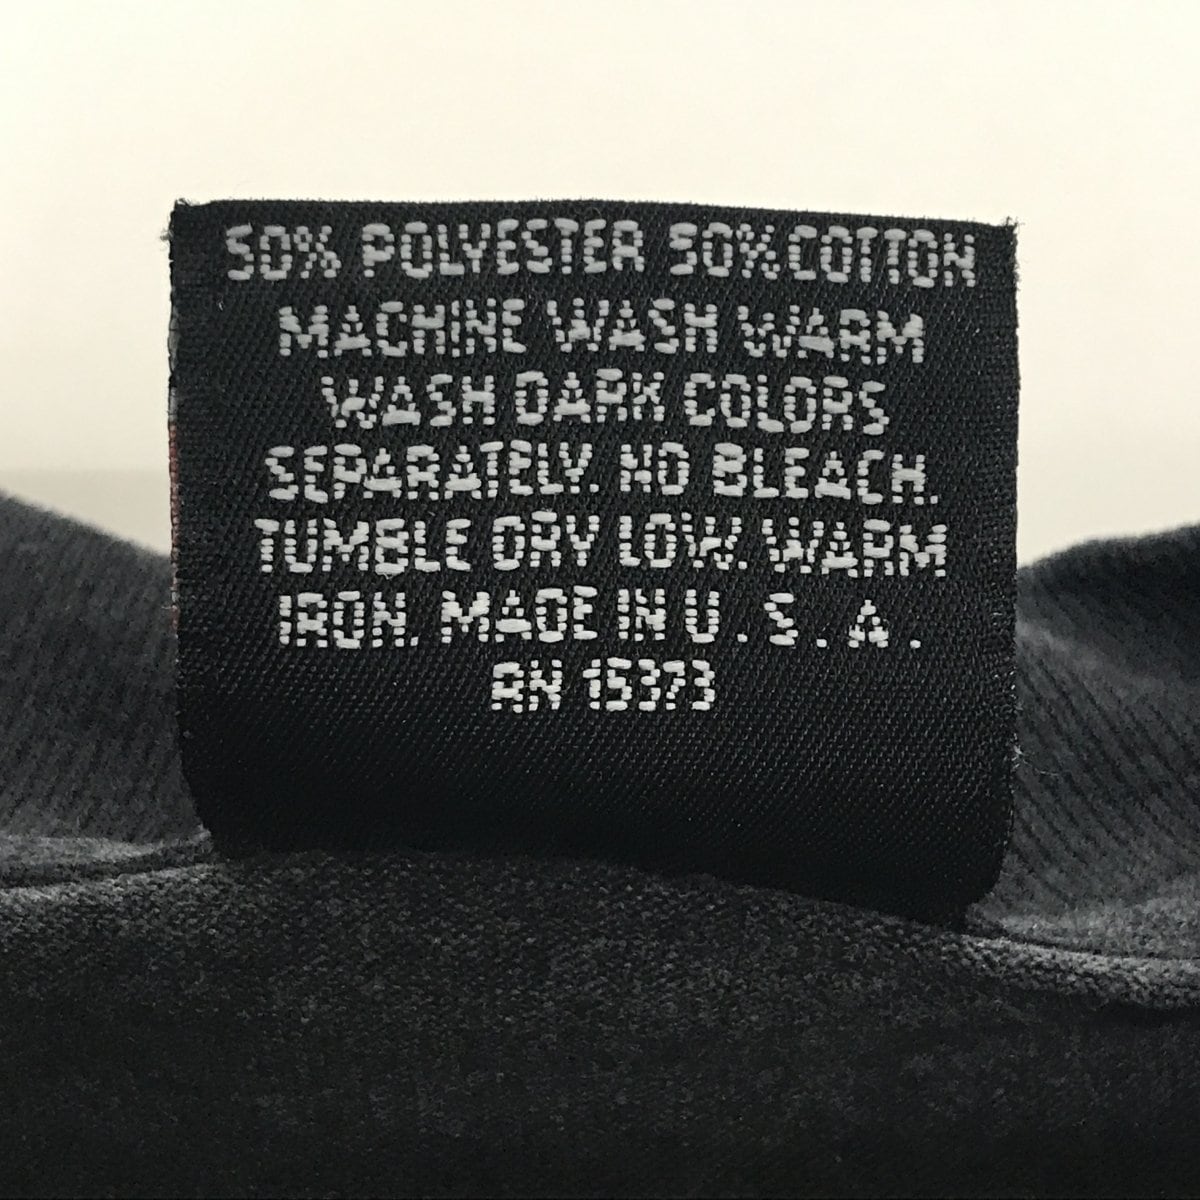 50% POLYESTER 50% COTTON
MACHINE WASH WARM
WASH DARK COLORS
SEPARATELY. NO BLEACH.
TUMBLE DRY LOW. WARM
IRON. MADE IN U.S.A.
RN 15373